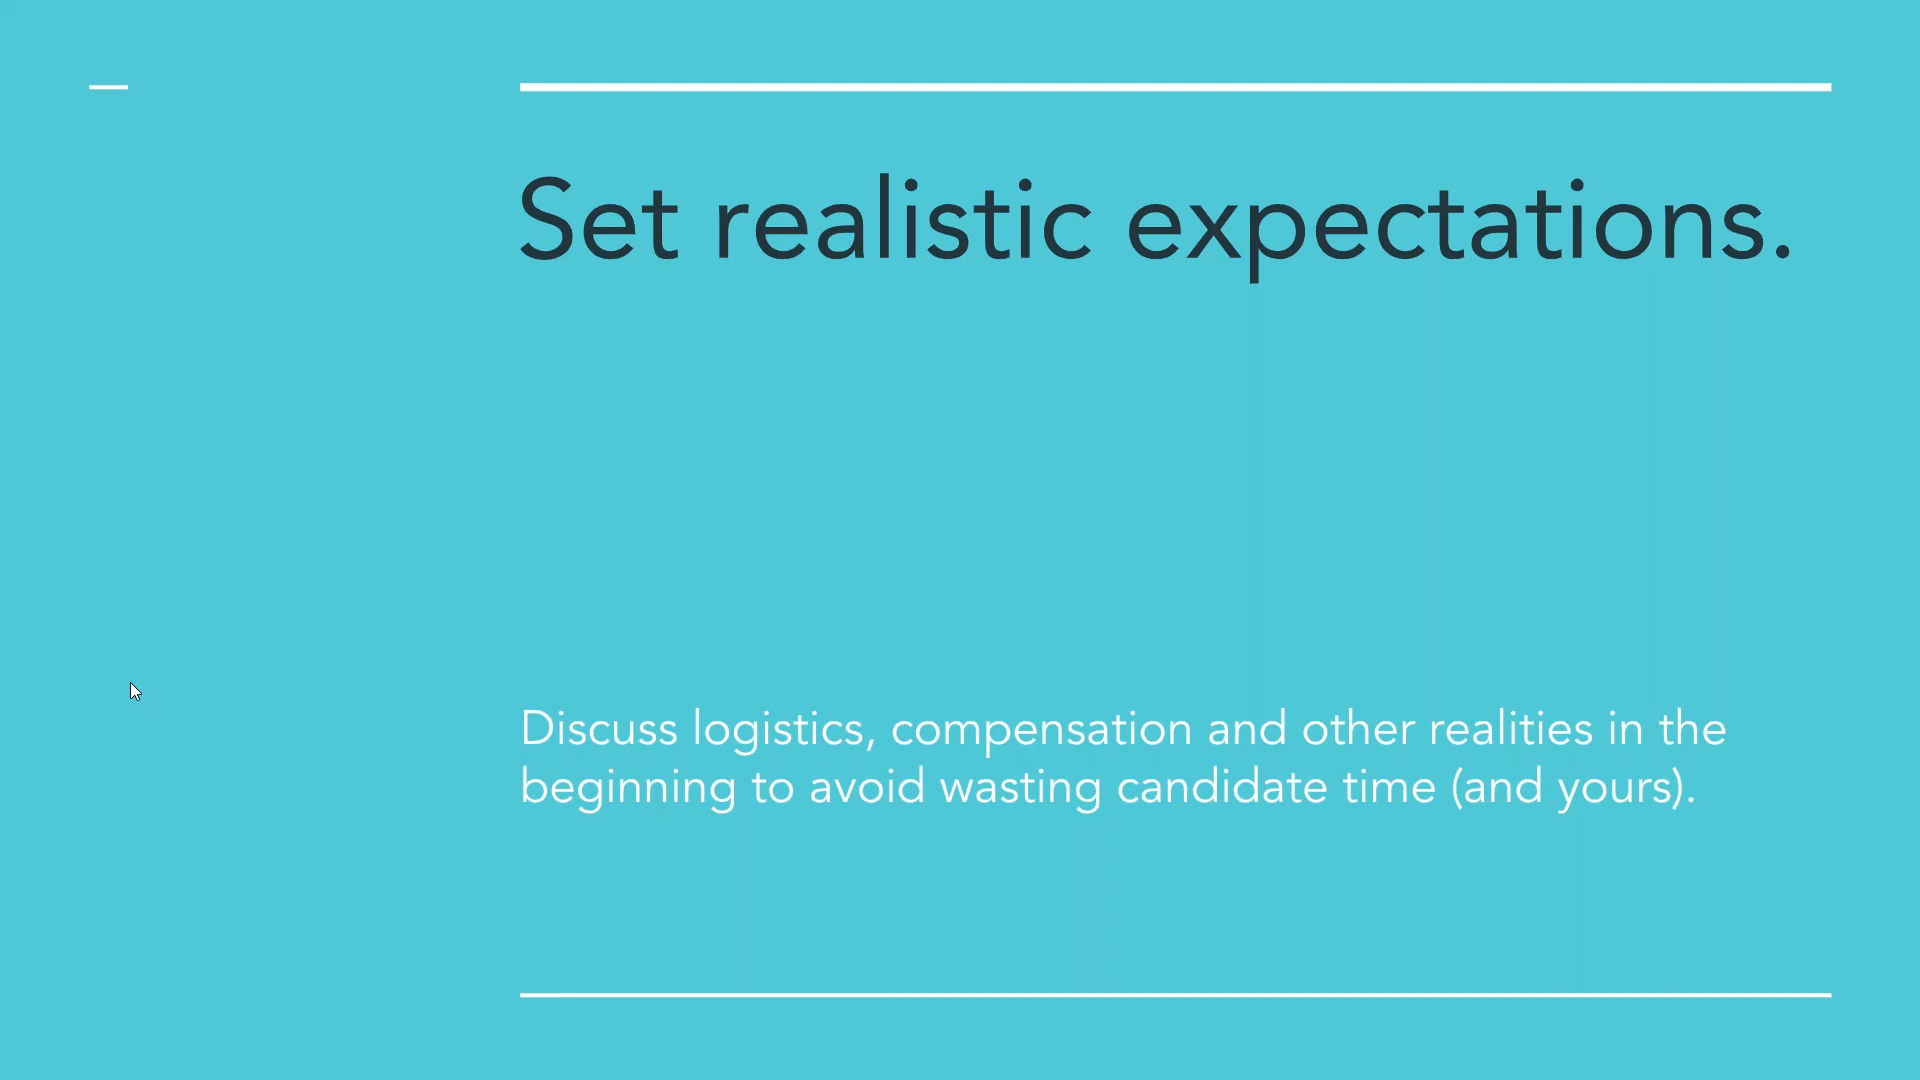 Set realistic expectations.
Discuss logistics, compensation and other realities in the
beginning to avoid wasting candidate time (and yours).